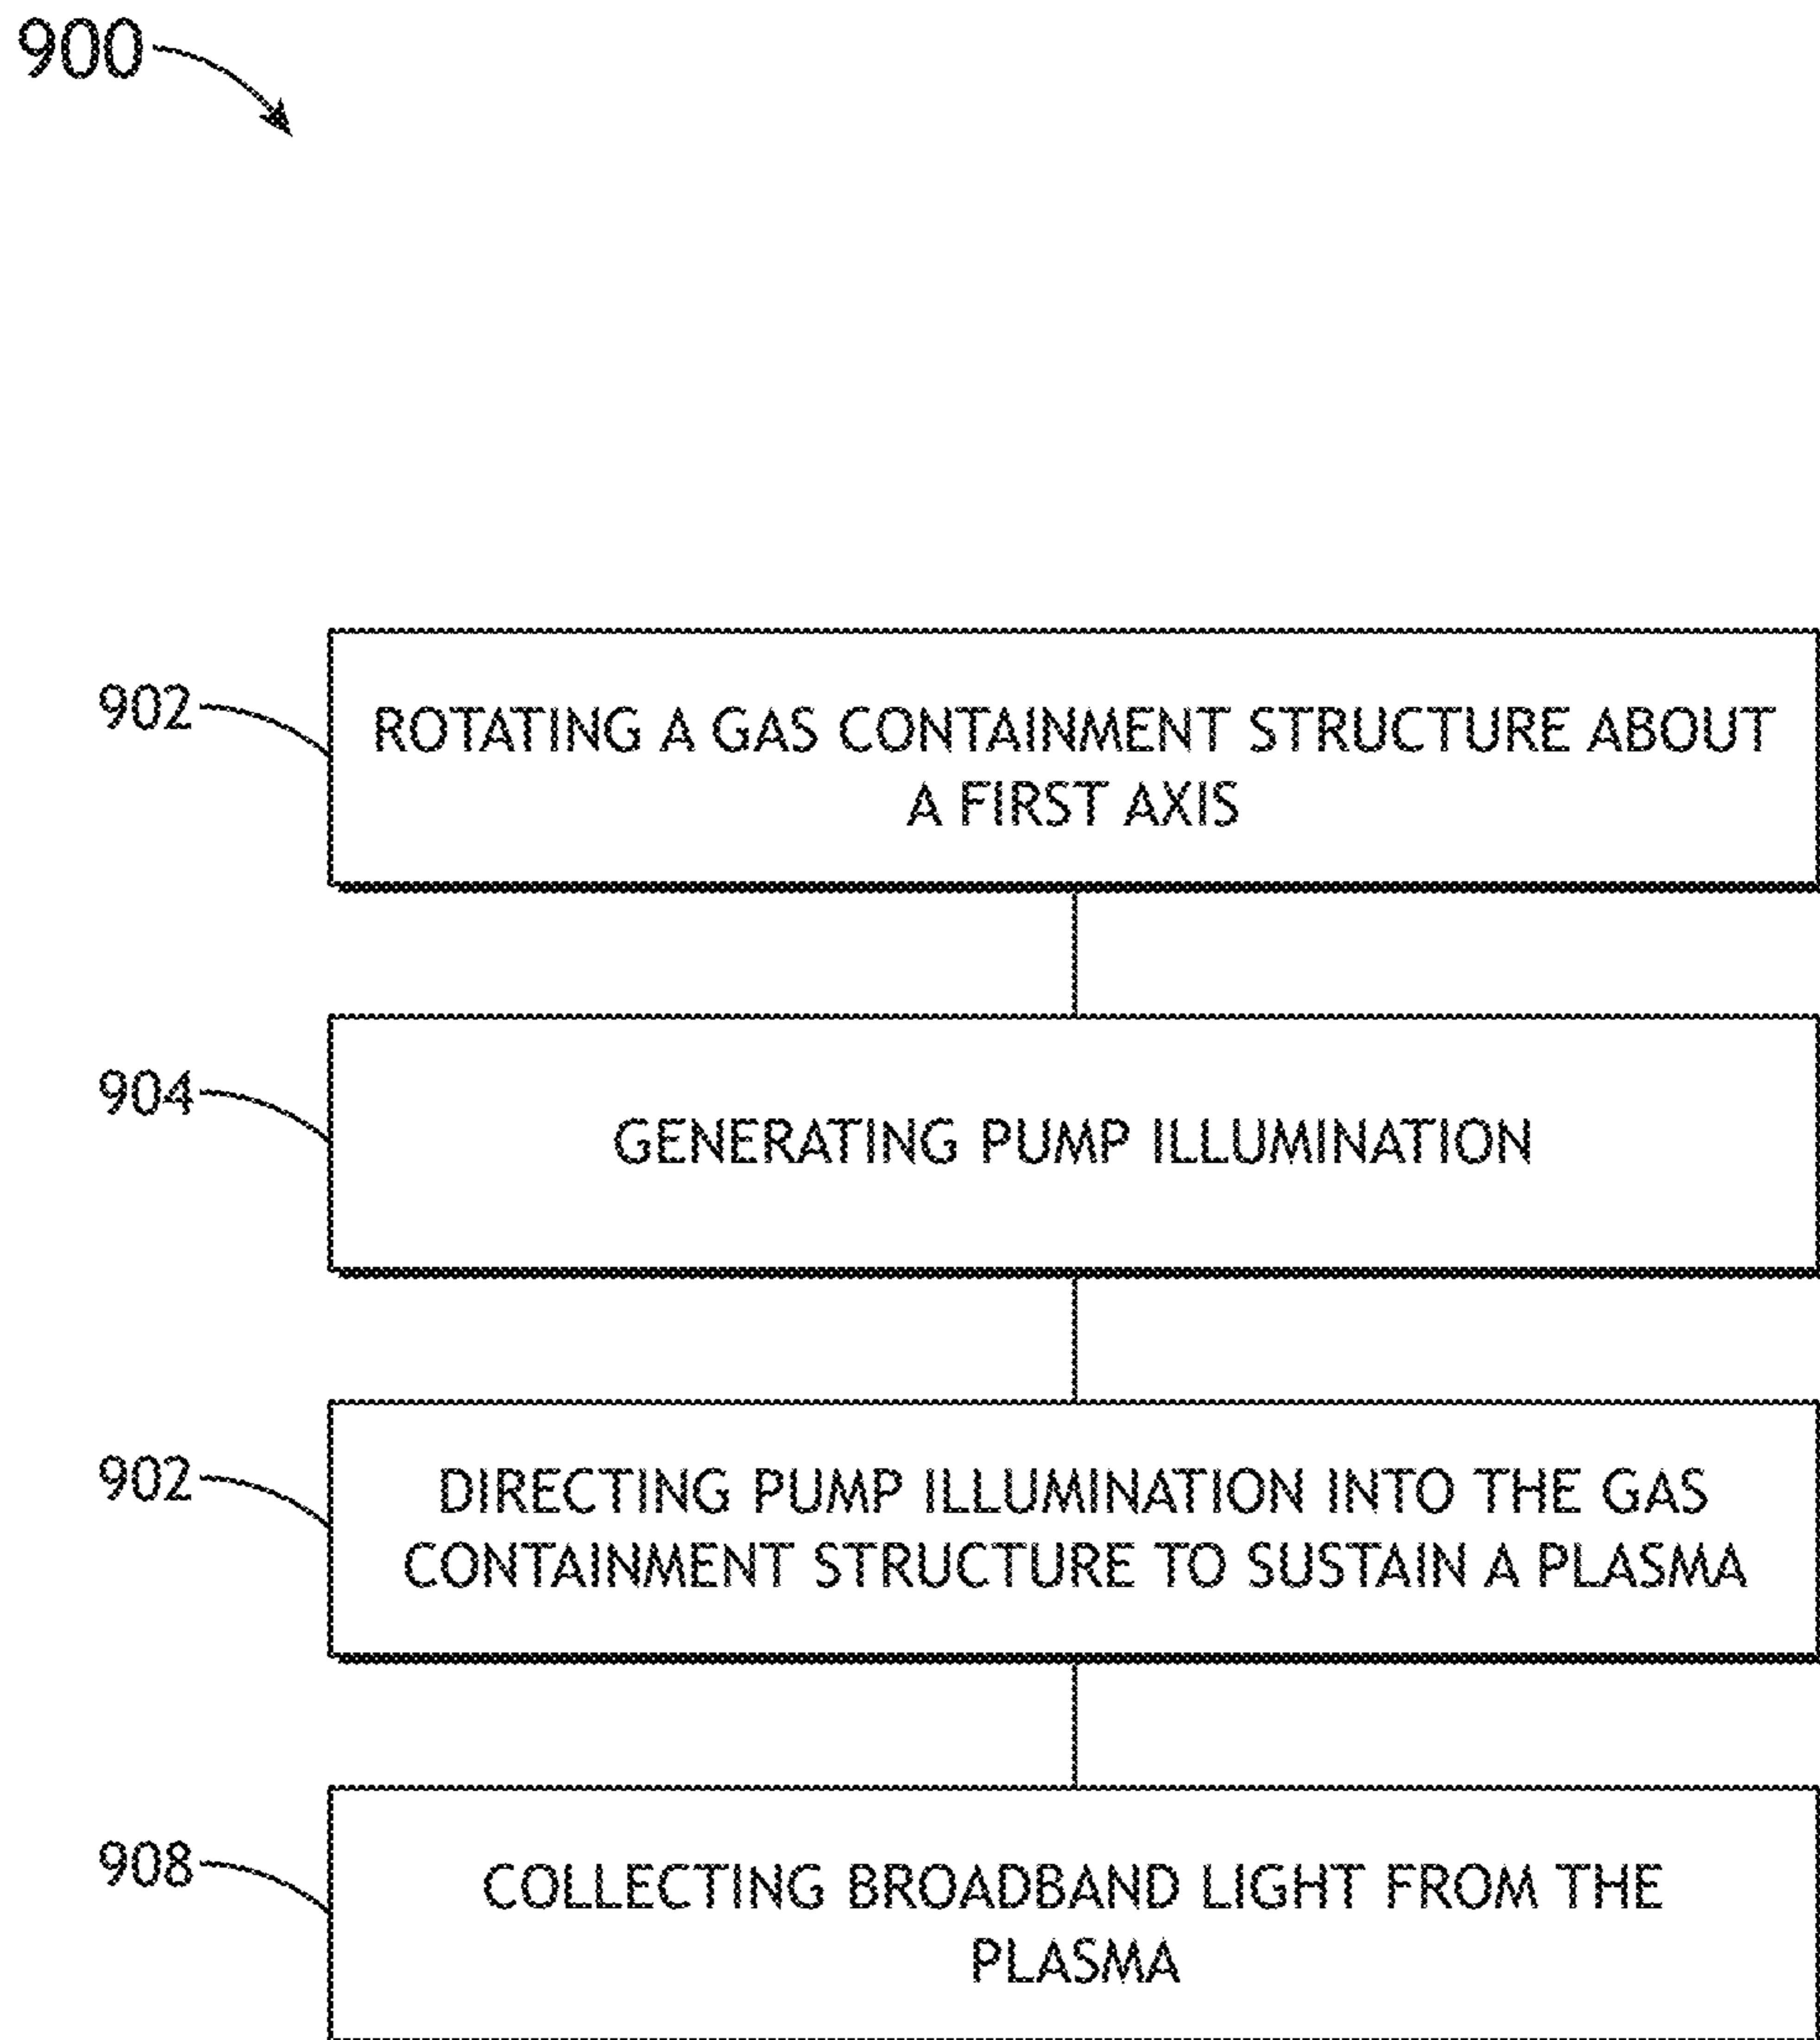 900
902
ROTATING A GAS CONTAINMENT STRUCTURE ABOUT
A FIRST AXIS
904
GENERATING PUMP ILLUMINATION
902
DIRECTING PUMP ILLUMINATION INTO THE GAS
CONTAINMENT STRUCTURE TO SUSTAIN A PLASMA
908
COLLECTING BROADBAND LIGHT FROM THE
PLASMA